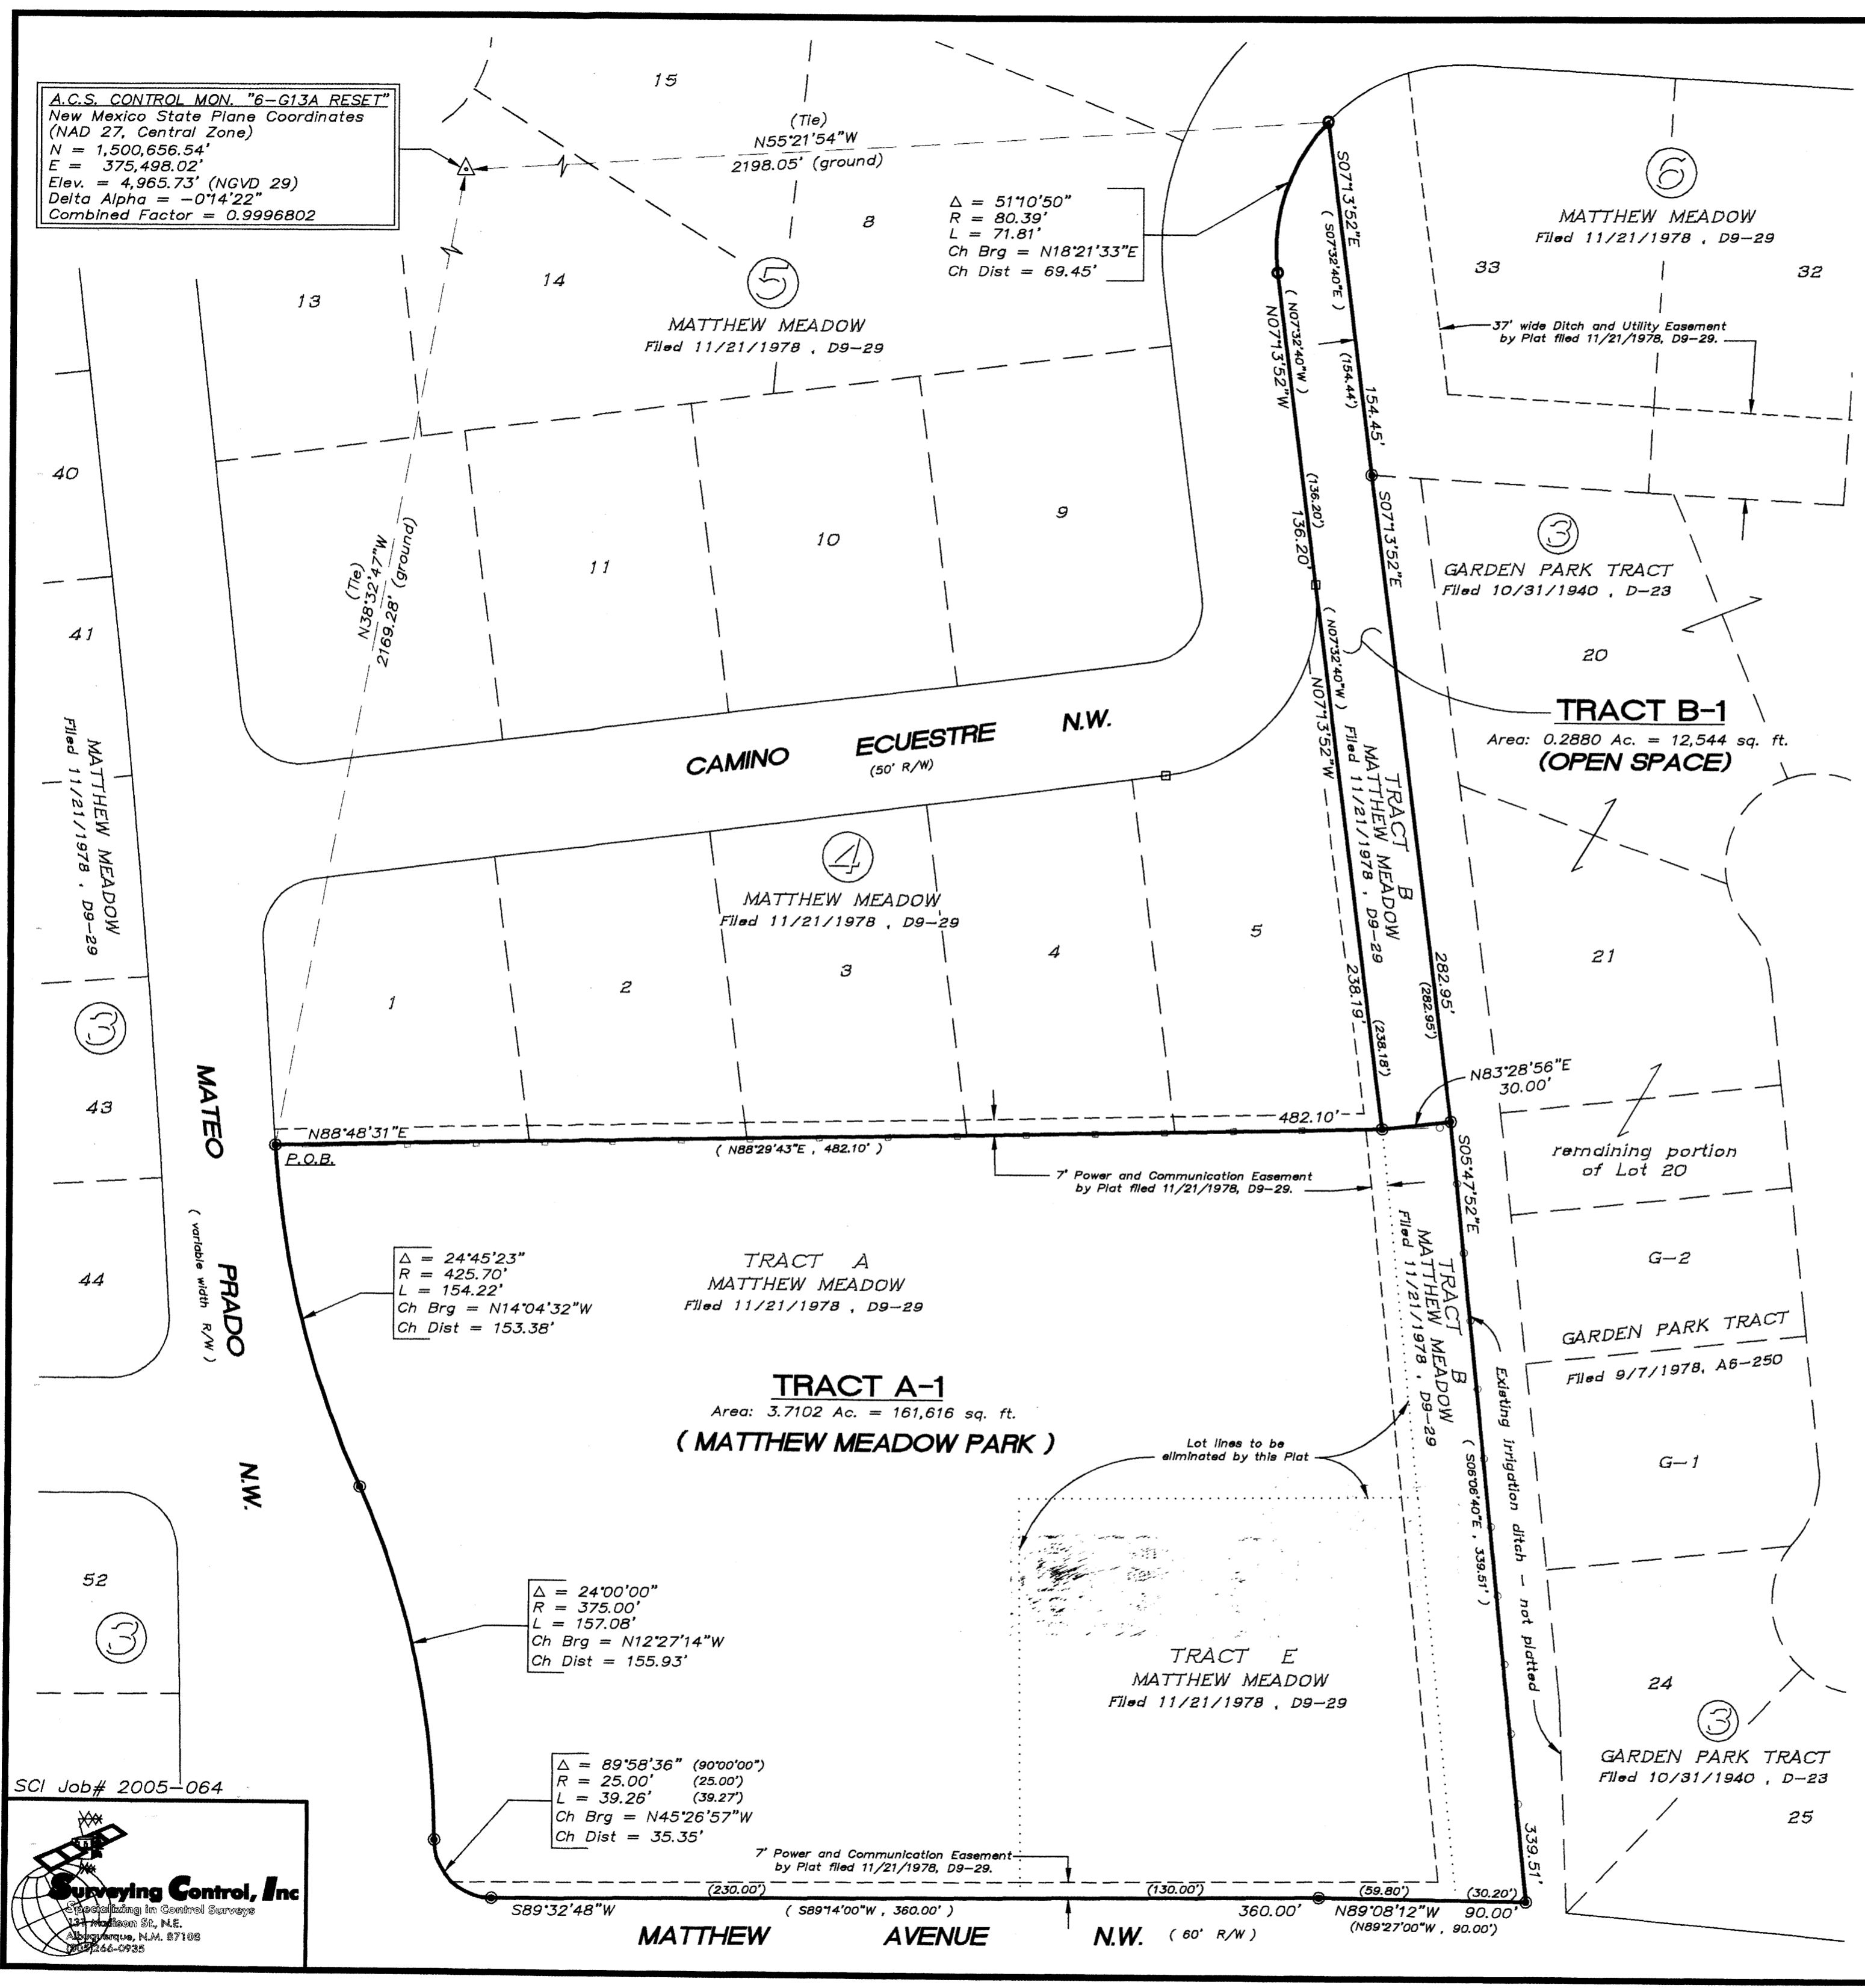 A.C.S. CONTROL MON. "6-G13A RESET"
New Mexico State Plane Coordinates
(NAD 27, Central Zone)
N = 1,500,656.54'
E = 375,498.02'
Elev. = 4,965.73' (NGVD 29)
Delta Alpha = -0°14'22"
Combined Factor = 0.9996802
15
(Tie)
N55°21'54"W
2198.05' (ground)
8
14
13
5
MATTHEW MEADOW
Filed 11/21/1978 , D9-29
Δ = 51°10'50"
R = 80.39'
L = 71.81'
Ch Brg = N18°21'33"E
Ch Dist = 69.45'
S07°13'52"E
( S07°32'40"E )
(154.44')
154.45'
( N07°32'40"W )
N07°13'52"W
(136.20')
136.20'
6
MATTHEW MEADOW
Filed 11/21/1978 , D9-29
33
32
37' wide Ditch and Utility Easement
by Plat filed 11/21/1978, D9-29.
40
41
(Tie)
N38°32'47"W
2169.28' (ground)
11
10
9
S07°13'52"E
3
GARDEN PARK TRACT
Filed 10/31/1940 , D-23
20
TRACT B-1
Area: 0.2880 Ac. = 12,544 sq. ft.
(OPEN SPACE)
MATTHEW MEADOW
Filed 11/21/1978 , D9-29
CAMINO ECUESTRE N.W.
(50' R/W)
( N07°32'40"W )
N07°13'52"W
TRACT B
MATTHEW MEADOW
Filed 11/21/1978 , D9-29
4
MATTHEW MEADOW
Filed 11/21/1978 , D9-29
1
2
3
4
5
238.19'
(238.18')
282.95'
(282.95')
21
3
43
N83°28'56"E
30.00'
N88°48'31"E
482.10'
P.O.B.
( N88°29'43"E , 482.10' )
7' Power and Communication Easement
by Plat filed 11/21/1978, D9-29.
S05°47'52"E
remaining portion
of Lot 20
MATEO PRADO N.W.
( variable width R/W )
44
Δ = 24°45'23"
R = 425.70'
L = 154.22'
Ch Brg = N14°04'32"W
Ch Dist = 153.38'
TRACT A
MATTHEW MEADOW
Filed 11/21/1978 , D9-29
TRACT B
MATTHEW MEADOW
Filed 11/21/1978 , D9-29
G-2
GARDEN PARK TRACT
Filed 9/7/1978, A6-250
G-1
TRACT A-1
Area: 3.7102 Ac. = 161,616 sq. ft.
( MATTHEW MEADOW PARK )
Lot lines to be
eliminated by this Plat
( S06°06'40"E , 339.51' )
Existing irrigation ditch - not platted
52
3
Δ = 24°00'00"
R = 375.00'
L = 157.08'
Ch Brg = N12°27'14"W
Ch Dist = 155.93'
TRACT E
MATTHEW MEADOW
Filed 11/21/1978 , D9-29
24
3
GARDEN PARK TRACT
Filed 10/31/1940 , D-23
25
Δ = 89°58'36" (90°00'00")
R = 25.00' (25.00')
L = 39.26' (39.27')
Ch Brg = N45°26'57"W
Ch Dist = 35.35'
7' Power and Communication Easement
by Plat filed 11/21/1978, D9-29.
339.51'
(230.00')
(130.00')
(59.80')
(30.20')
S89°32'48"W
( S89°14'00"W , 360.00' )
360.00'
N89°08'12"W 90.00'
(N89°27'00"W , 90.00')
MATTHEW AVENUE N.W. ( 60' R/W )
SCI Job# 2005-064
Surveying Control, Inc
Specializing in Control Surveys
131 Madison St., N.E.
Albuquerque, N.M. 87108
(505)266-0935